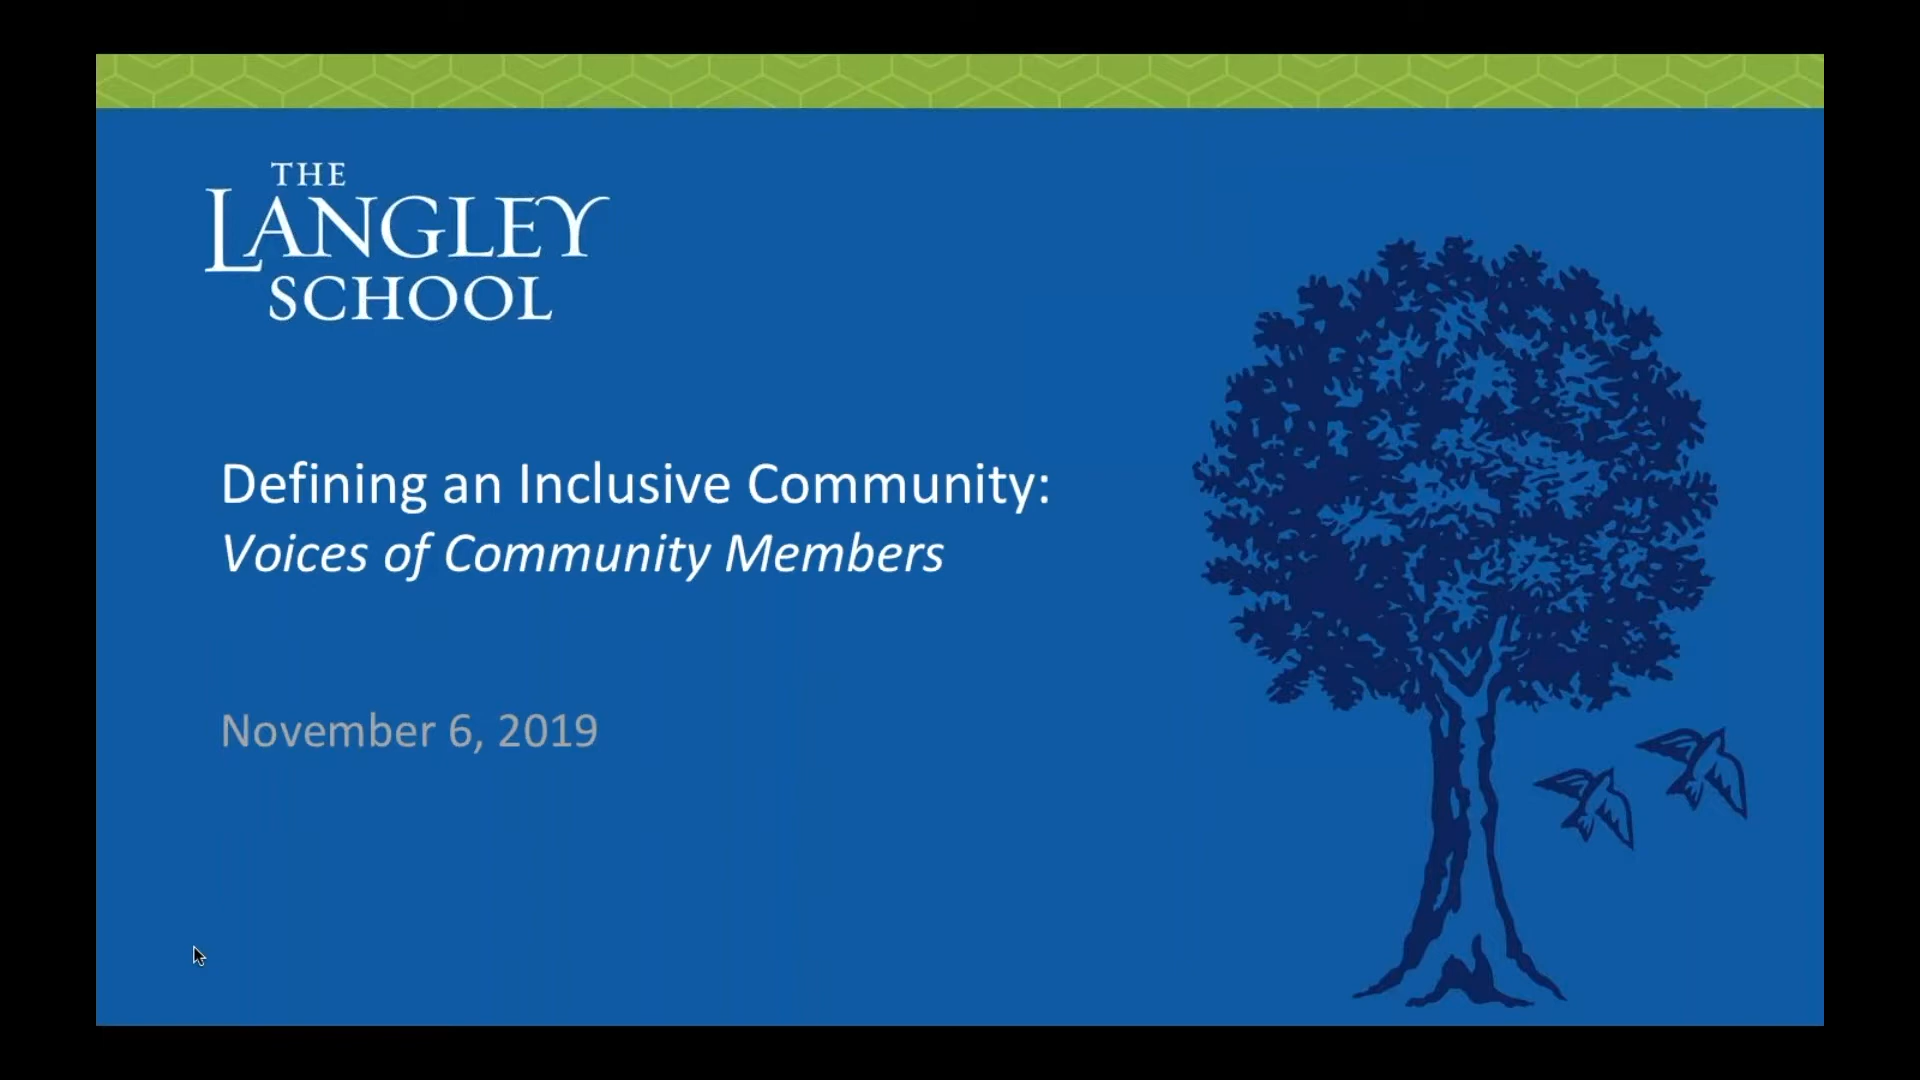 THE
LANGLEY
SCHOOL
Defining an Inclusive Community:
Voices of Community Members
November 6, 2019